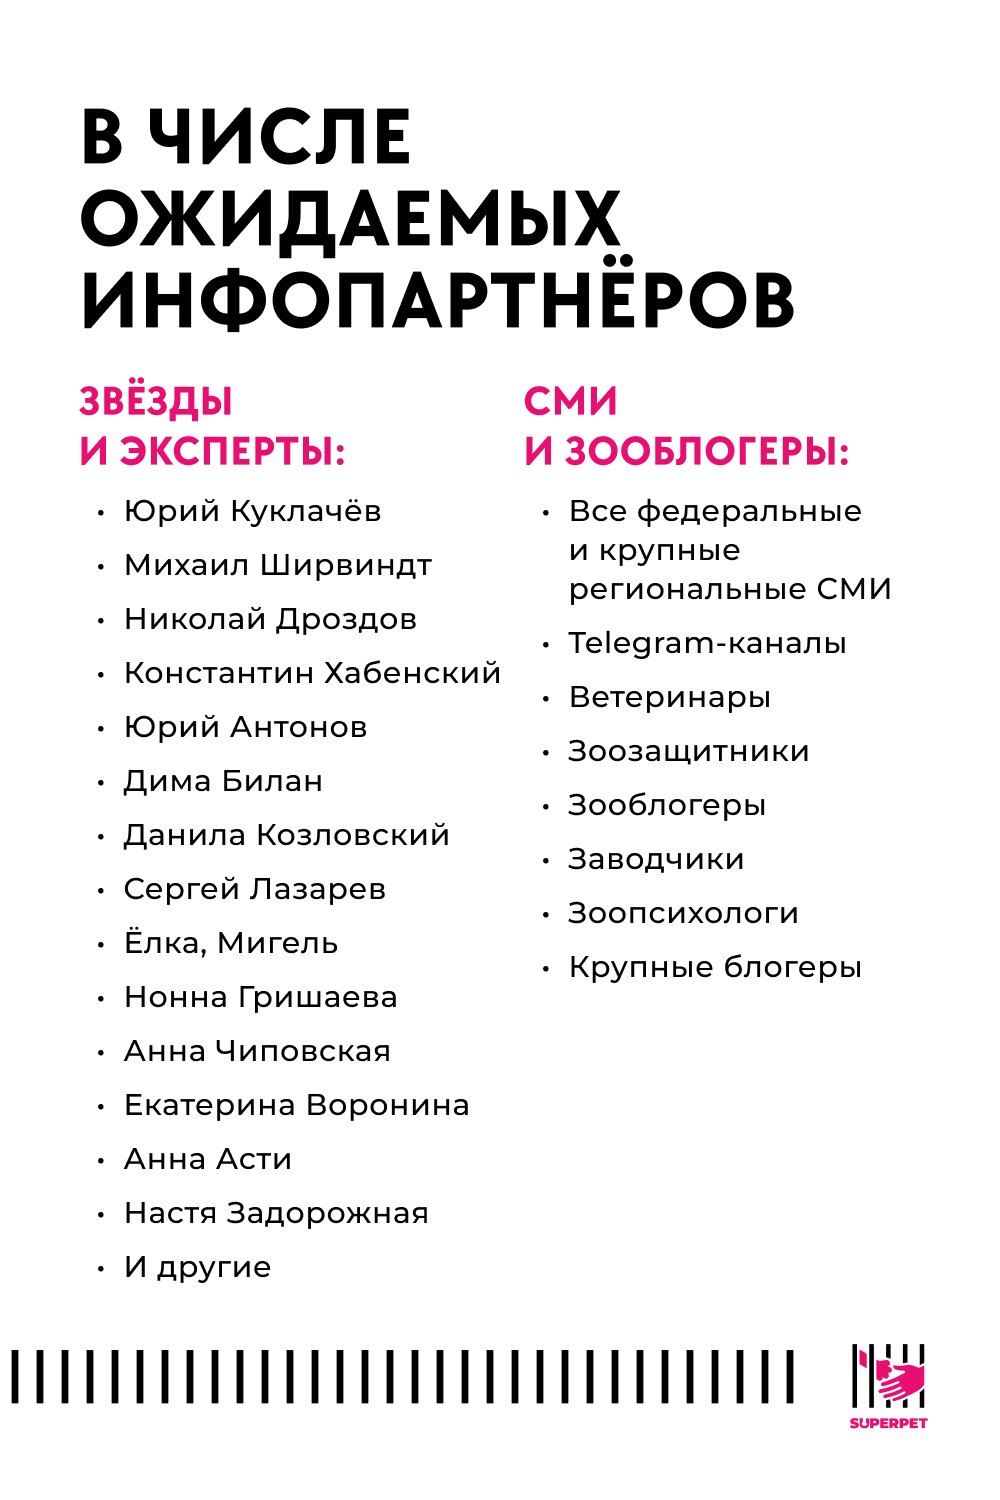 В ЧИСЛЕ
ОЖИДАЕМЫХ
ИНФОПАРТНЁРОВ
ЗВЁЗДЫ
И ЭКСПЕРТЫ:
• Юрий Куклачёв
• Михаил Ширвиндт
• Николай Дроздов
• Константин Хабенский
• Юрий Антонов
• Дима Билан
• Данила Козловский
• Сергей Лазарев
• Ёлка, Мигель
• Нонна Гришаева
• Анна Чиповская
• Екатерина Воронина
• Анна Асти
• Настя Задорожная
• И другие
СМИ
И ЗООБЛОГЕРЫ:
• Все федеральные
и крупные
региональные СМИ
• Telegram-каналы
• Ветеринары
• Зоозащитники
• Зооблогеры
• Заводчики
• Зоопсихологи
• Крупные блогеры
SUPERPET